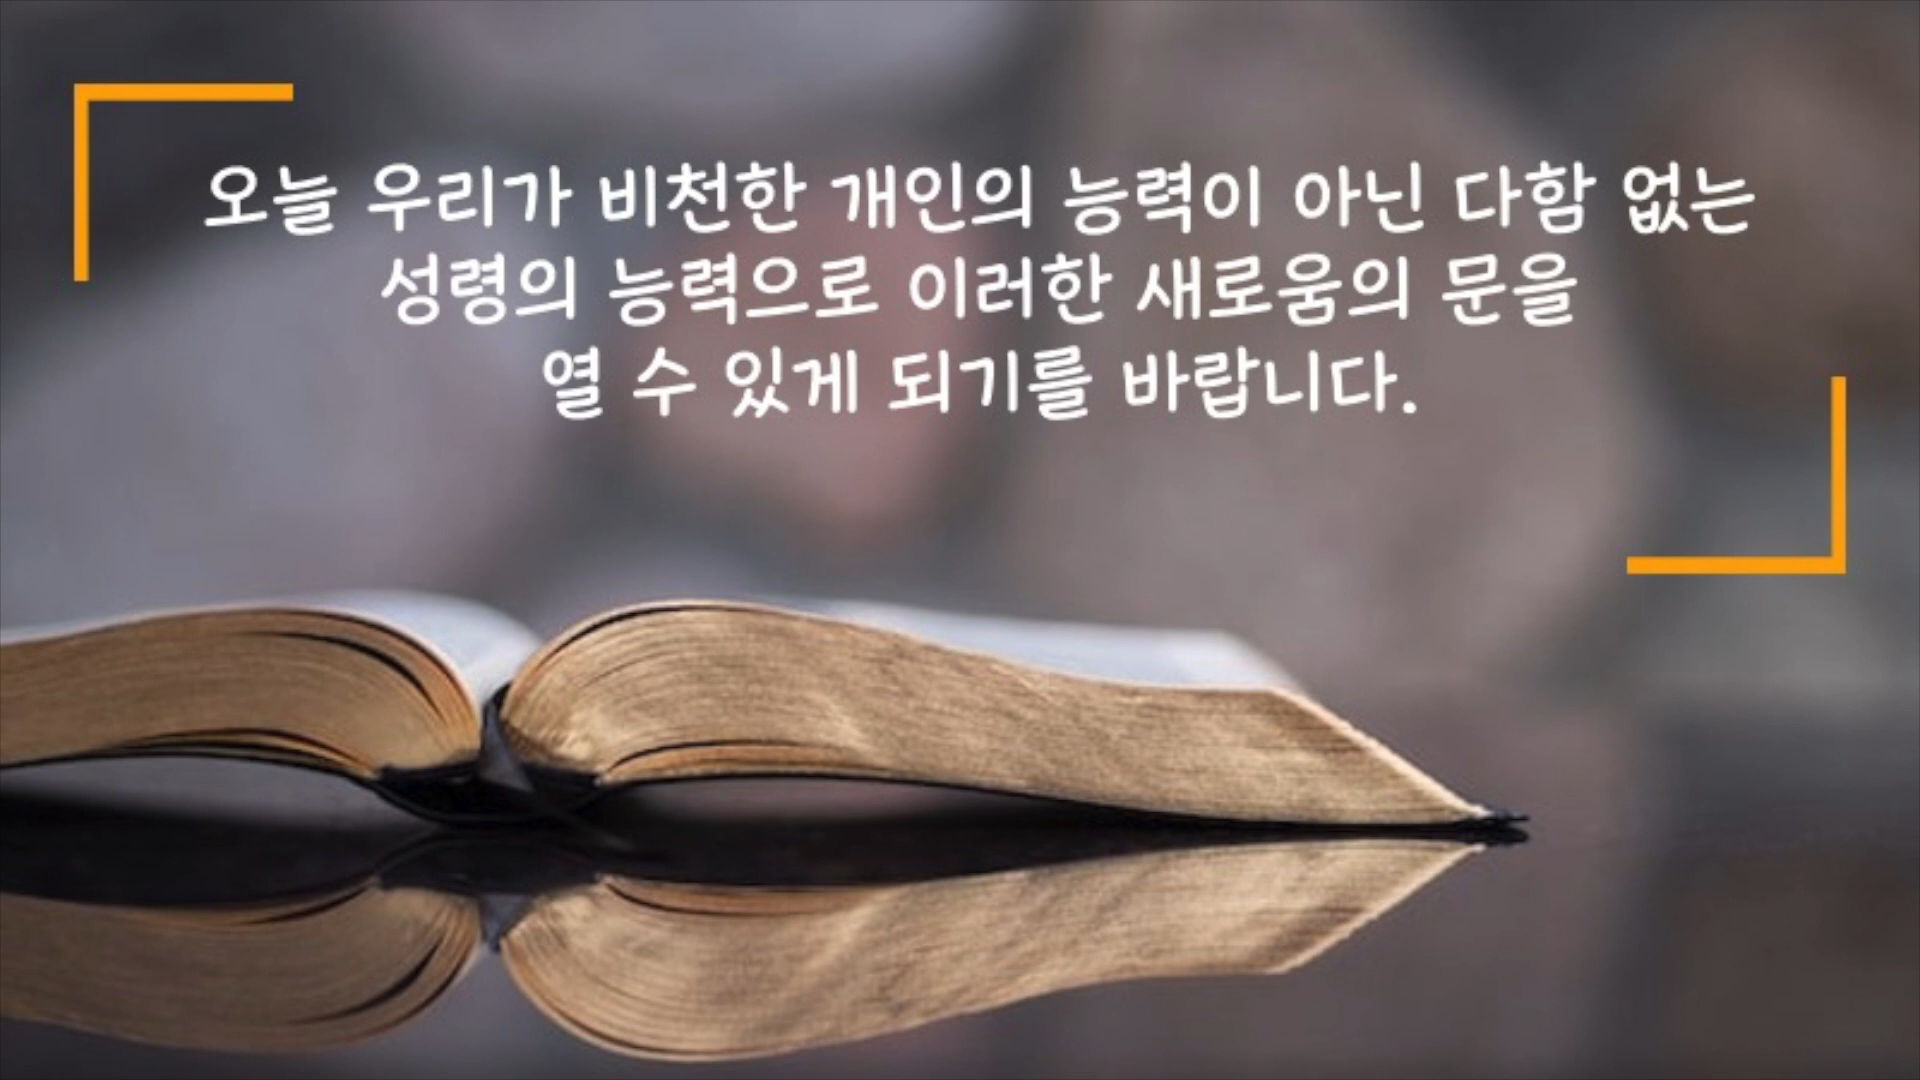 오늘 우리가 비천한 개인의 능력이 아닌 다함 없는
성령의 능력으로 이러한 새로움의 문을
열 수 있게 되기를 바랍니다.